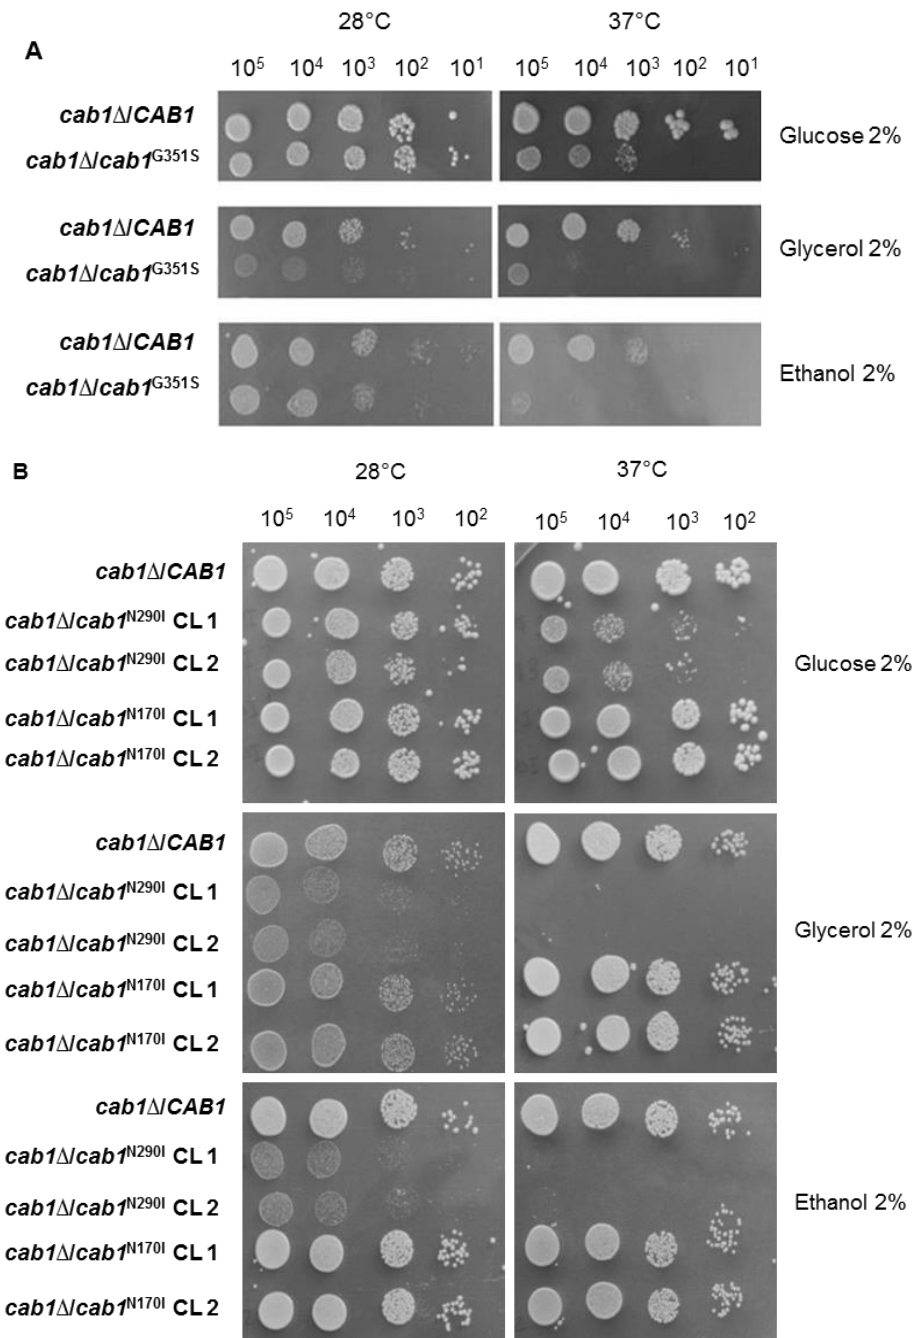 28°C 37°C
A
10⁵ 10⁴ 10³ 10² 10¹ 10⁵ 10⁴ 10³ 10² 10¹
cab1Δ/CAB1
Glucose 2%
cab1Δ/cab1ᴳ³⁵¹ˢ
cab1Δ/CAB1
Glycerol 2%
cab1Δ/cab1ᴳ³⁵¹ˢ
cab1Δ/CAB1
Ethanol 2%
cab1Δ/cab1ᴳ³⁵¹ˢ
B
28°C 37°C
10⁵ 10⁴ 10³ 10² 10⁵ 10⁴ 10³ 10²
cab1Δ/CAB1
cab1Δ/cab1ᴺ²⁹⁰ᴵ CL 1
cab1Δ/cab1ᴺ²⁹⁰ᴵ CL 2
Glucose 2%
cab1Δ/cab1ᴺ¹⁷⁰ᴵ CL 1
cab1Δ/cab1ᴺ¹⁷⁰ᴵ CL 2
cab1Δ/CAB1
cab1Δ/cab1ᴺ²⁹⁰ᴵ CL 1
Glycerol 2%
cab1Δ/cab1ᴺ²⁹⁰ᴵ CL 2
cab1Δ/cab1ᴺ¹⁷⁰ᴵ CL 1
cab1Δ/cab1ᴺ¹⁷⁰ᴵ CL 2
cab1Δ/CAB1
cab1Δ/cab1ᴺ²⁹⁰ᴵ CL 1
cab1Δ/cab1ᴺ²⁹⁰ᴵ CL 2
Ethanol 2%
cab1Δ/cab1ᴺ¹⁷⁰ᴵ CL 1
cab1Δ/cab1ᴺ¹⁷⁰ᴵ CL 2